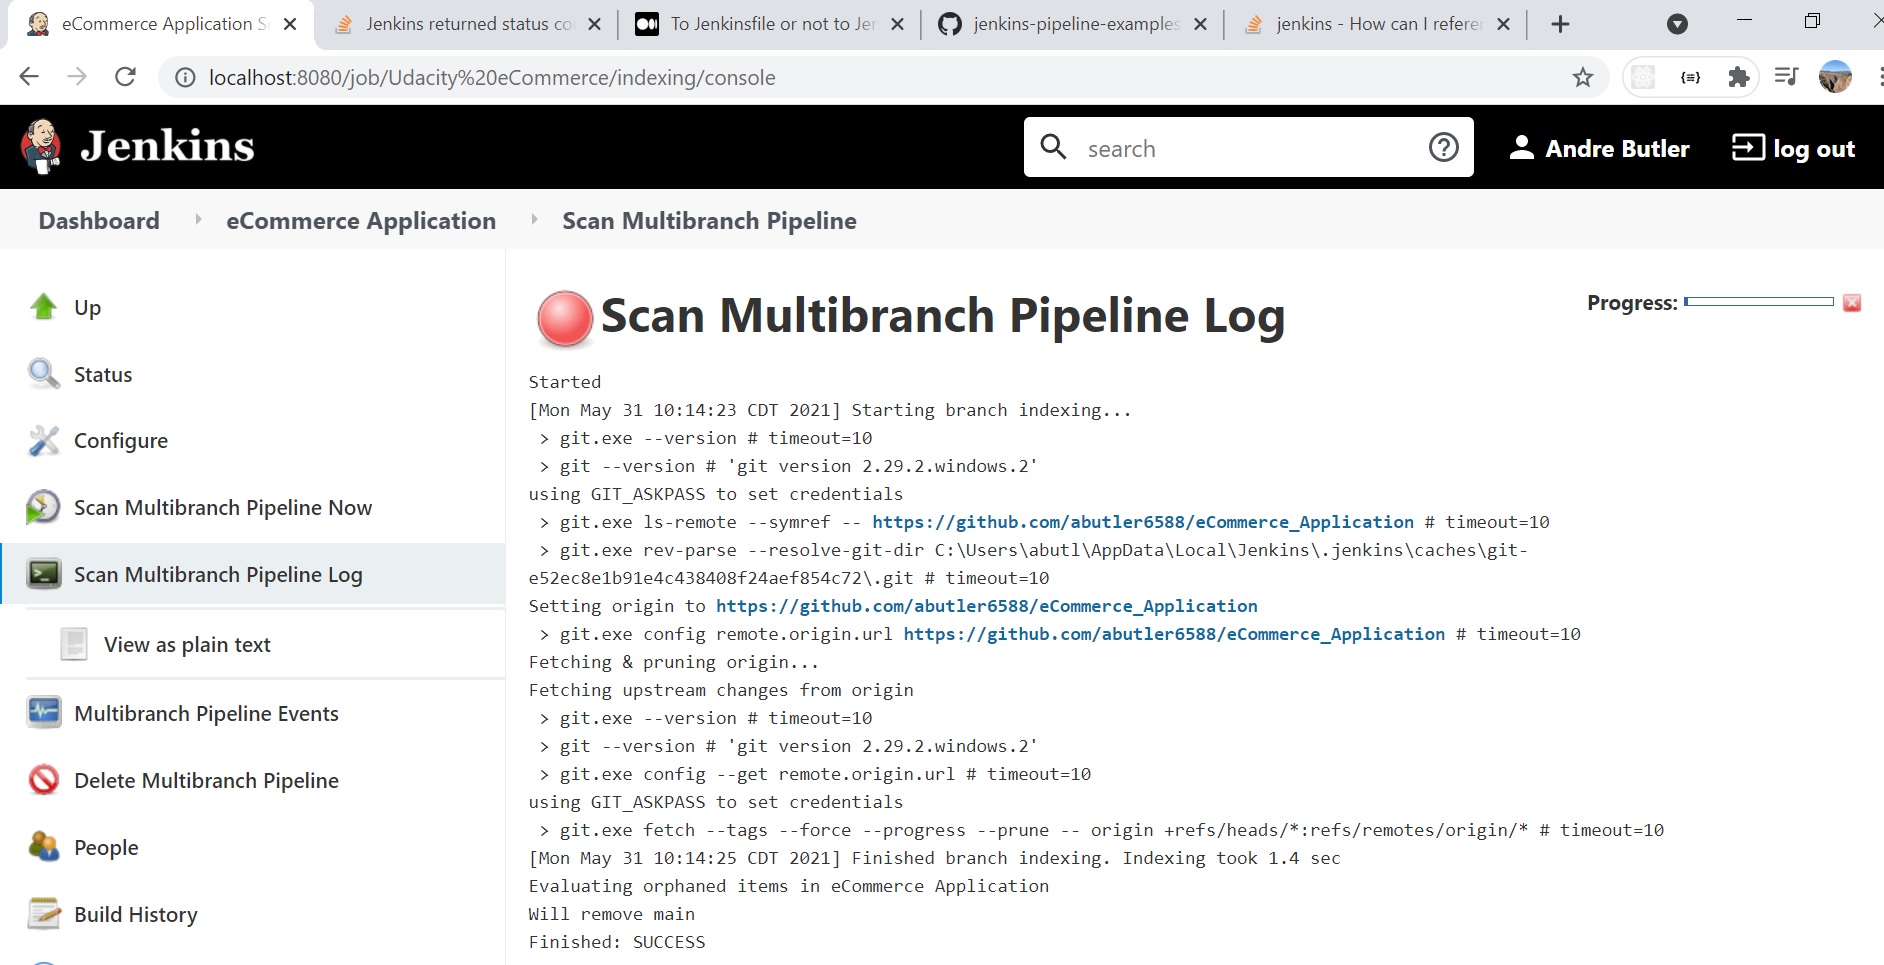 eCommerce Application S
Jenkins returned status co
To Jenkinsfile or not to Jen
jenkins-pipeline-examples
jenkins - How can I referen
localhost:8080/job/Udacity%20eCommerce/indexing/console
Jenkins
search
Andre Butler
log out
Dashboard
eCommerce Application
Scan Multibranch Pipeline
Up
Status
Configure
Scan Multibranch Pipeline Now
Scan Multibranch Pipeline Log
View as plain text
Multibranch Pipeline Events
Delete Multibranch Pipeline
People
Build History
Scan Multibranch Pipeline Log
Progress:
Started
[Mon May 31 10:14:23 CDT 2021] Starting branch indexing...
> git.exe --version # timeout=10
> git --version # 'git version 2.29.2.windows.2'
using GIT_ASKPASS to set credentials
> git.exe ls-remote --symref -- https://github.com/abutler6588/eCommerce_Application # timeout=10
> git.exe rev-parse --resolve-git-dir C:\Users\abutl\AppData\Local\Jenkins\.jenkins\caches\git-
e52ec8e1b91e4c438408f24aef854c72\.git # timeout=10
Setting origin to https://github.com/abutler6588/eCommerce_Application
> git.exe config remote.origin.url https://github.com/abutler6588/eCommerce_Application # timeout=10
Fetching & pruning origin...
Fetching upstream changes from origin
> git.exe --version # timeout=10
> git --version # 'git version 2.29.2.windows.2'
> git.exe config --get remote.origin.url # timeout=10
using GIT_ASKPASS to set credentials
> git.exe fetch --tags --force --progress --prune -- origin +refs/heads/*:refs/remotes/origin/* # timeout=10
[Mon May 31 10:14:25 CDT 2021] Finished branch indexing. Indexing took 1.4 sec
Evaluating orphaned items in eCommerce Application
Will remove main
Finished: SUCCESS